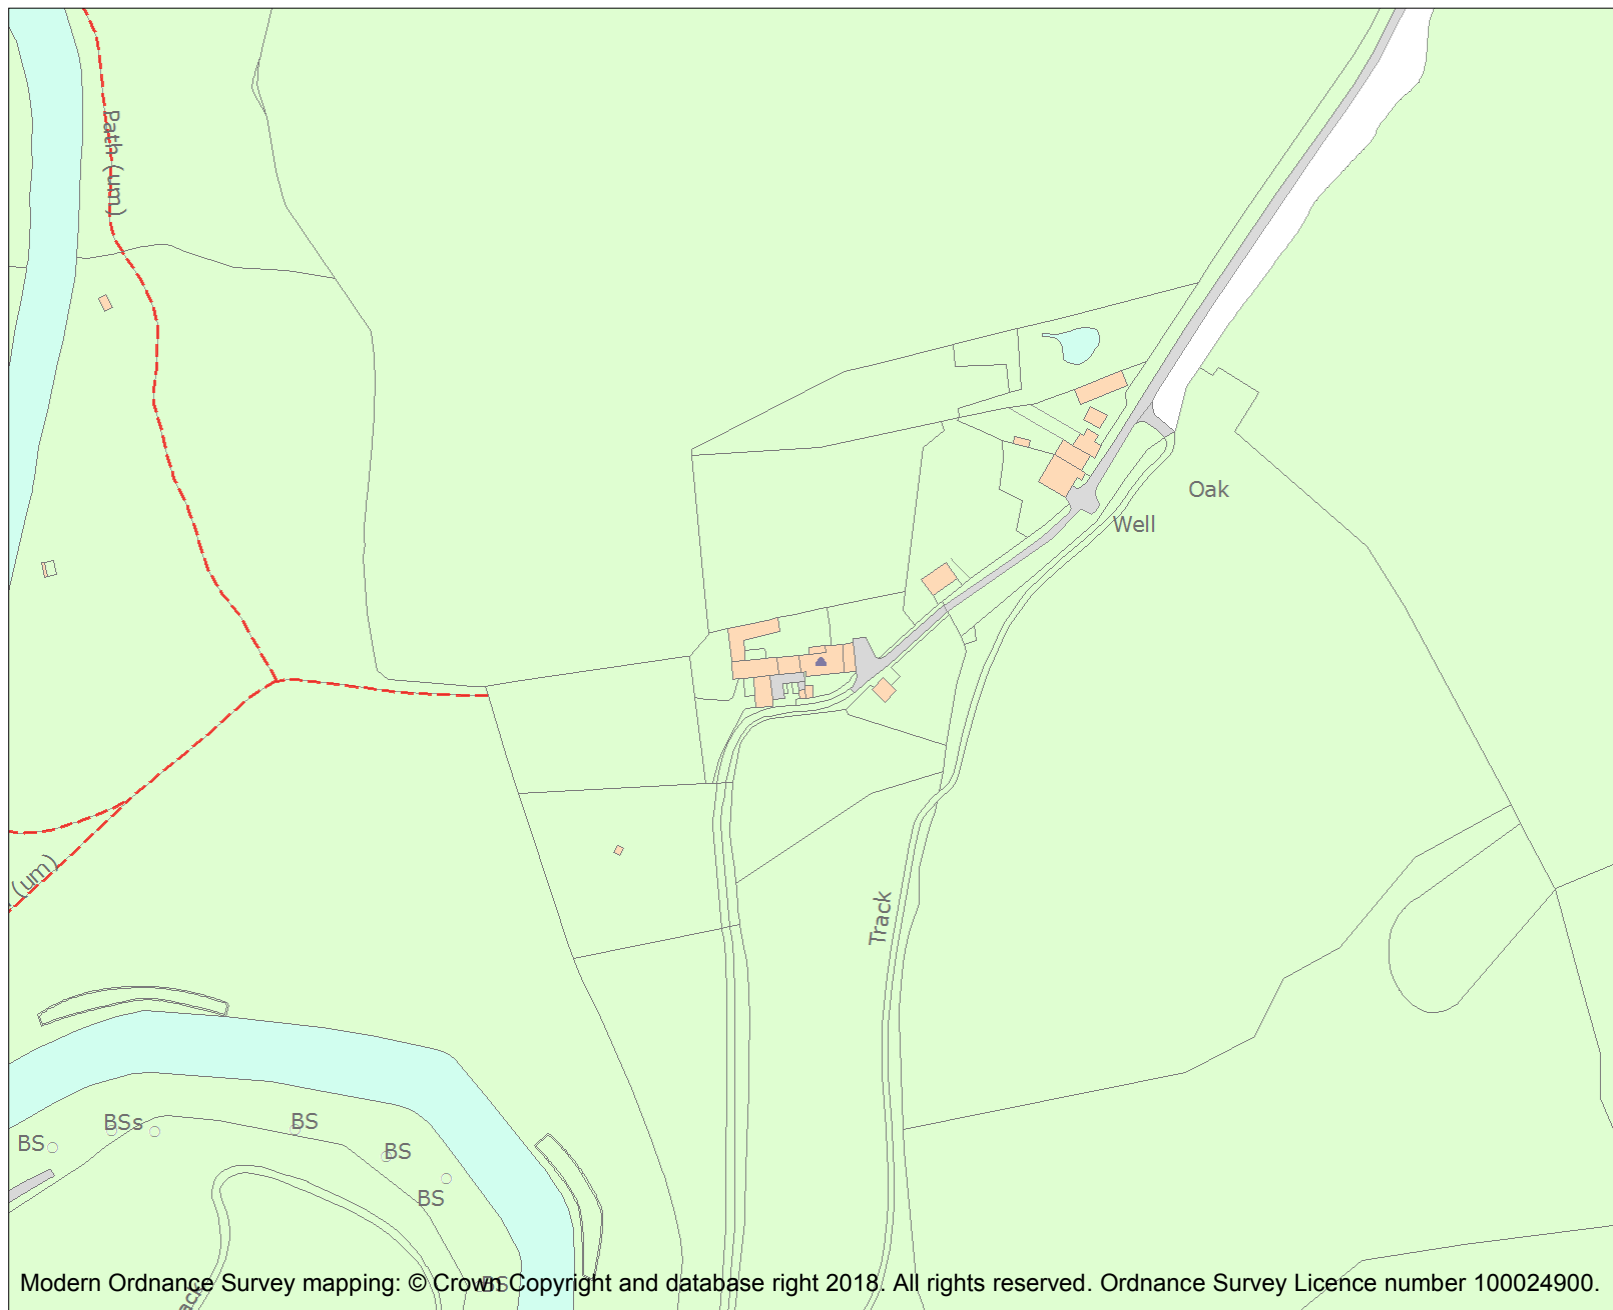 Path (um)
Oak
Well
(um)
Track
BSs
BS
BS
BS
BS
BS
Modern Ordnance Survey mapping: © Crown Copyright and database right 2018. All rights reserved. Ordnance Survey Licence number 100024900.